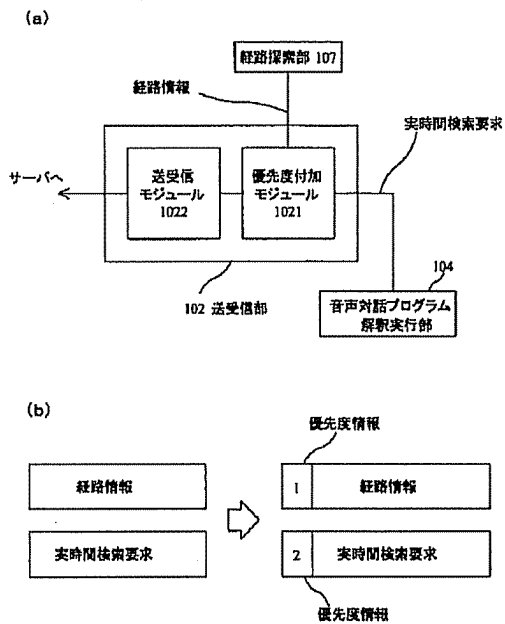 (a)
経路探索部 107
経路情報
実時間検索要求
サーバへ
送受信
モジュール
1022
優先度付加
モジュール
1021
102 送受信部
104
音声対話プログラム
解釈実行部
(b)
優先度情報
経路情報
1 経路情報
実時間検索要求
2 実時間検索要求
優先度情報